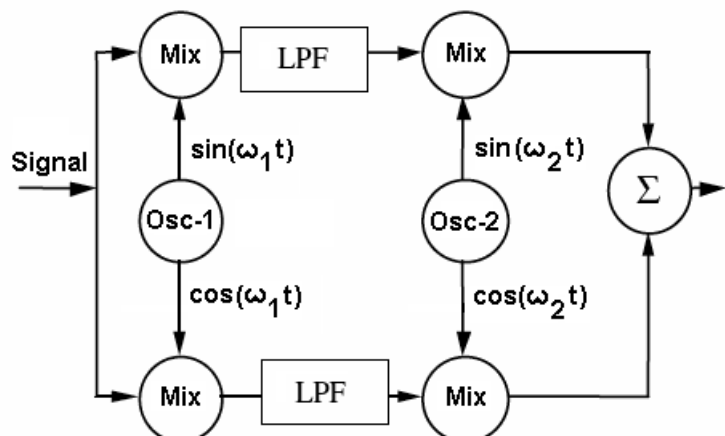 Mix
LPF
Mix
sin(ω₁t)
sin(ω₂t)
Signal
Osc-1
Osc-2
Σ
cos(ω₁t)
cos(ω₂t)
Mix
LPF
Mix